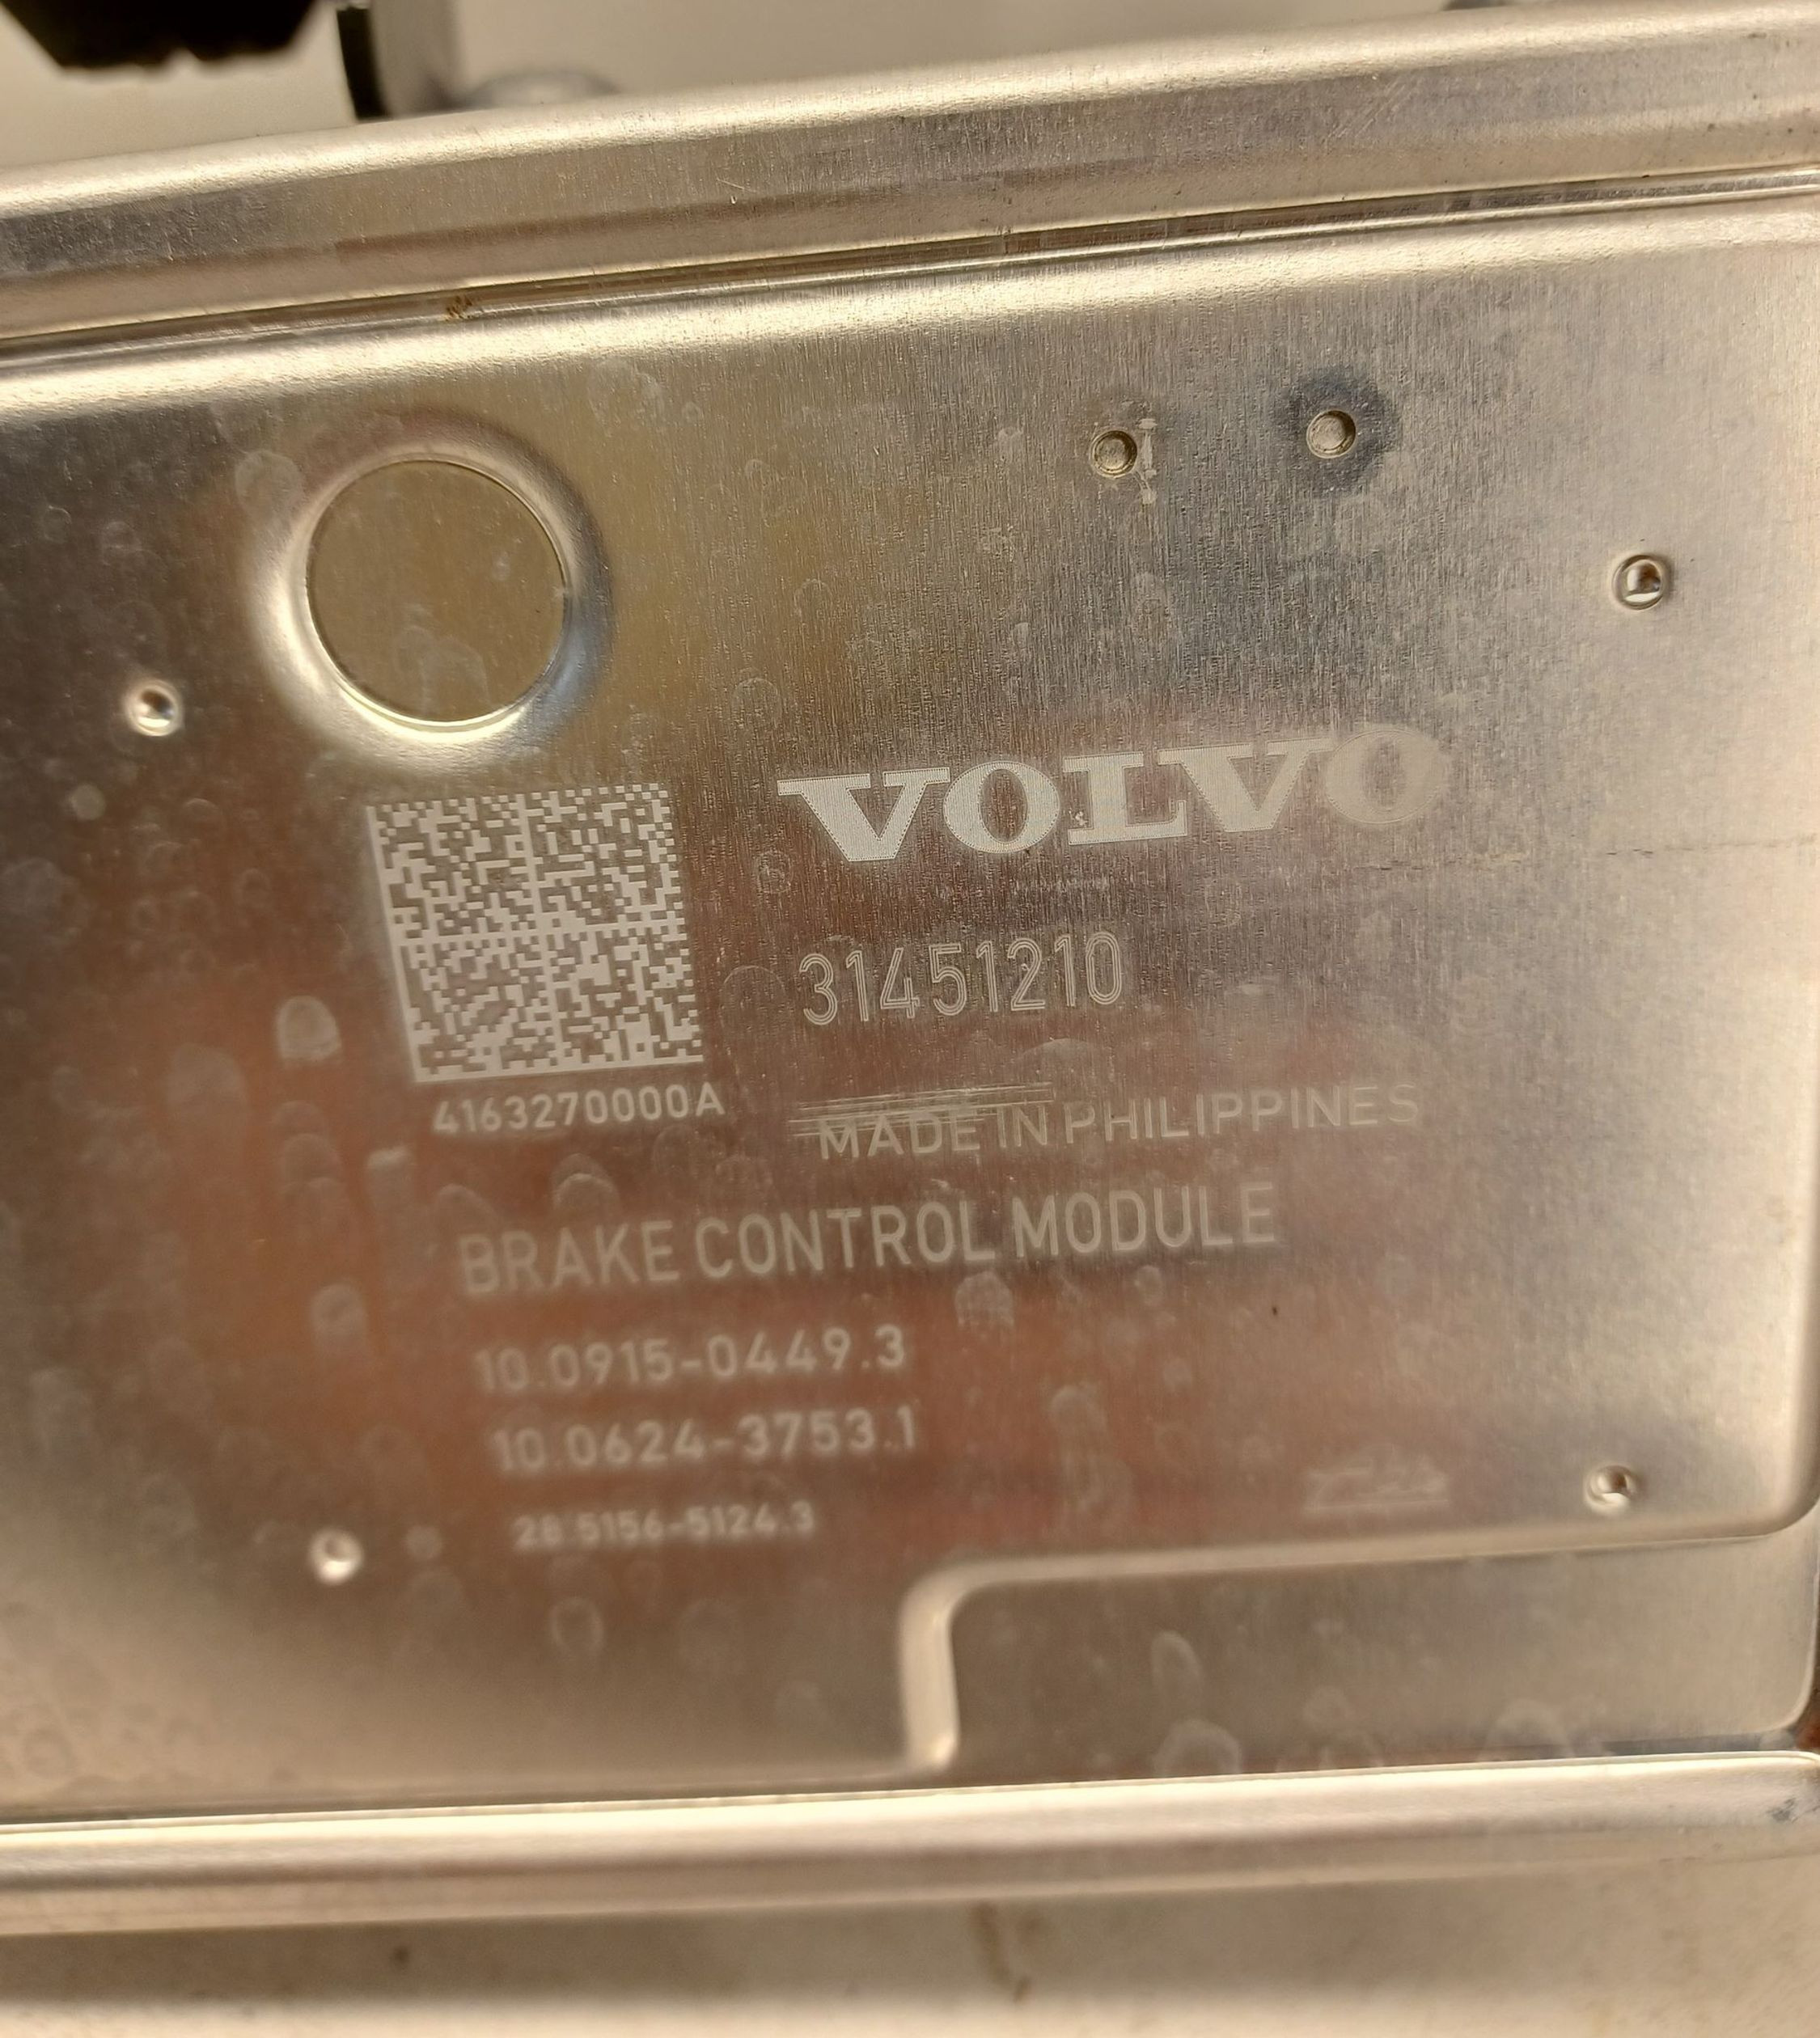 VOLVO
31451210
4163270000A
MADE IN PHILIPPINES
BRAKE CONTROL MODULE
10.0915-0449.3
10.0624-3753.1
28.5156-5124.3